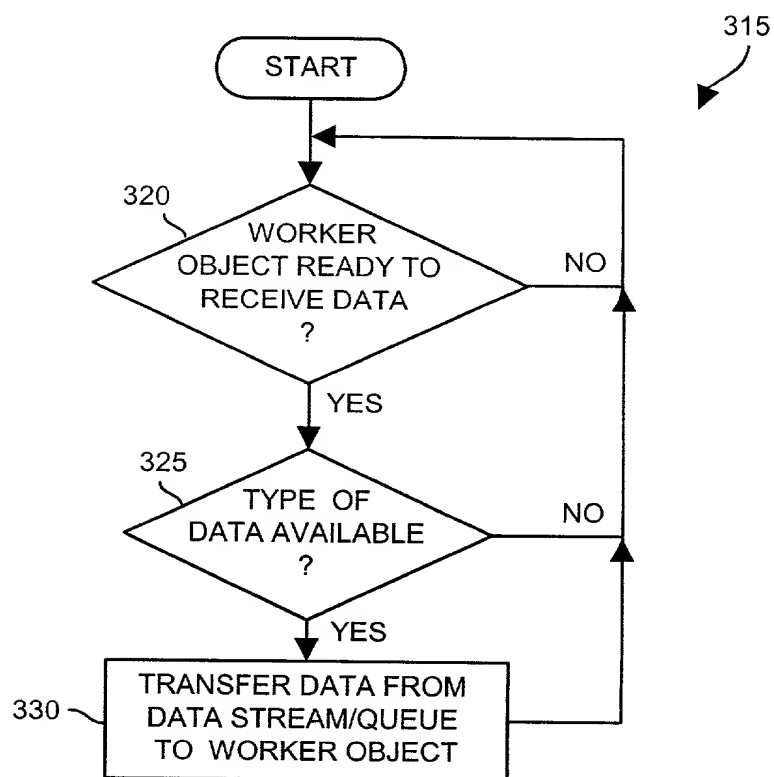 315
START
320
WORKER
OBJECT READY TO
RECEIVE DATA
?
NO
YES
325
TYPE OF
DATA AVAILABLE
?
NO
YES
330
TRANSFER DATA FROM
DATA STREAM/QUEUE
TO WORKER OBJECT